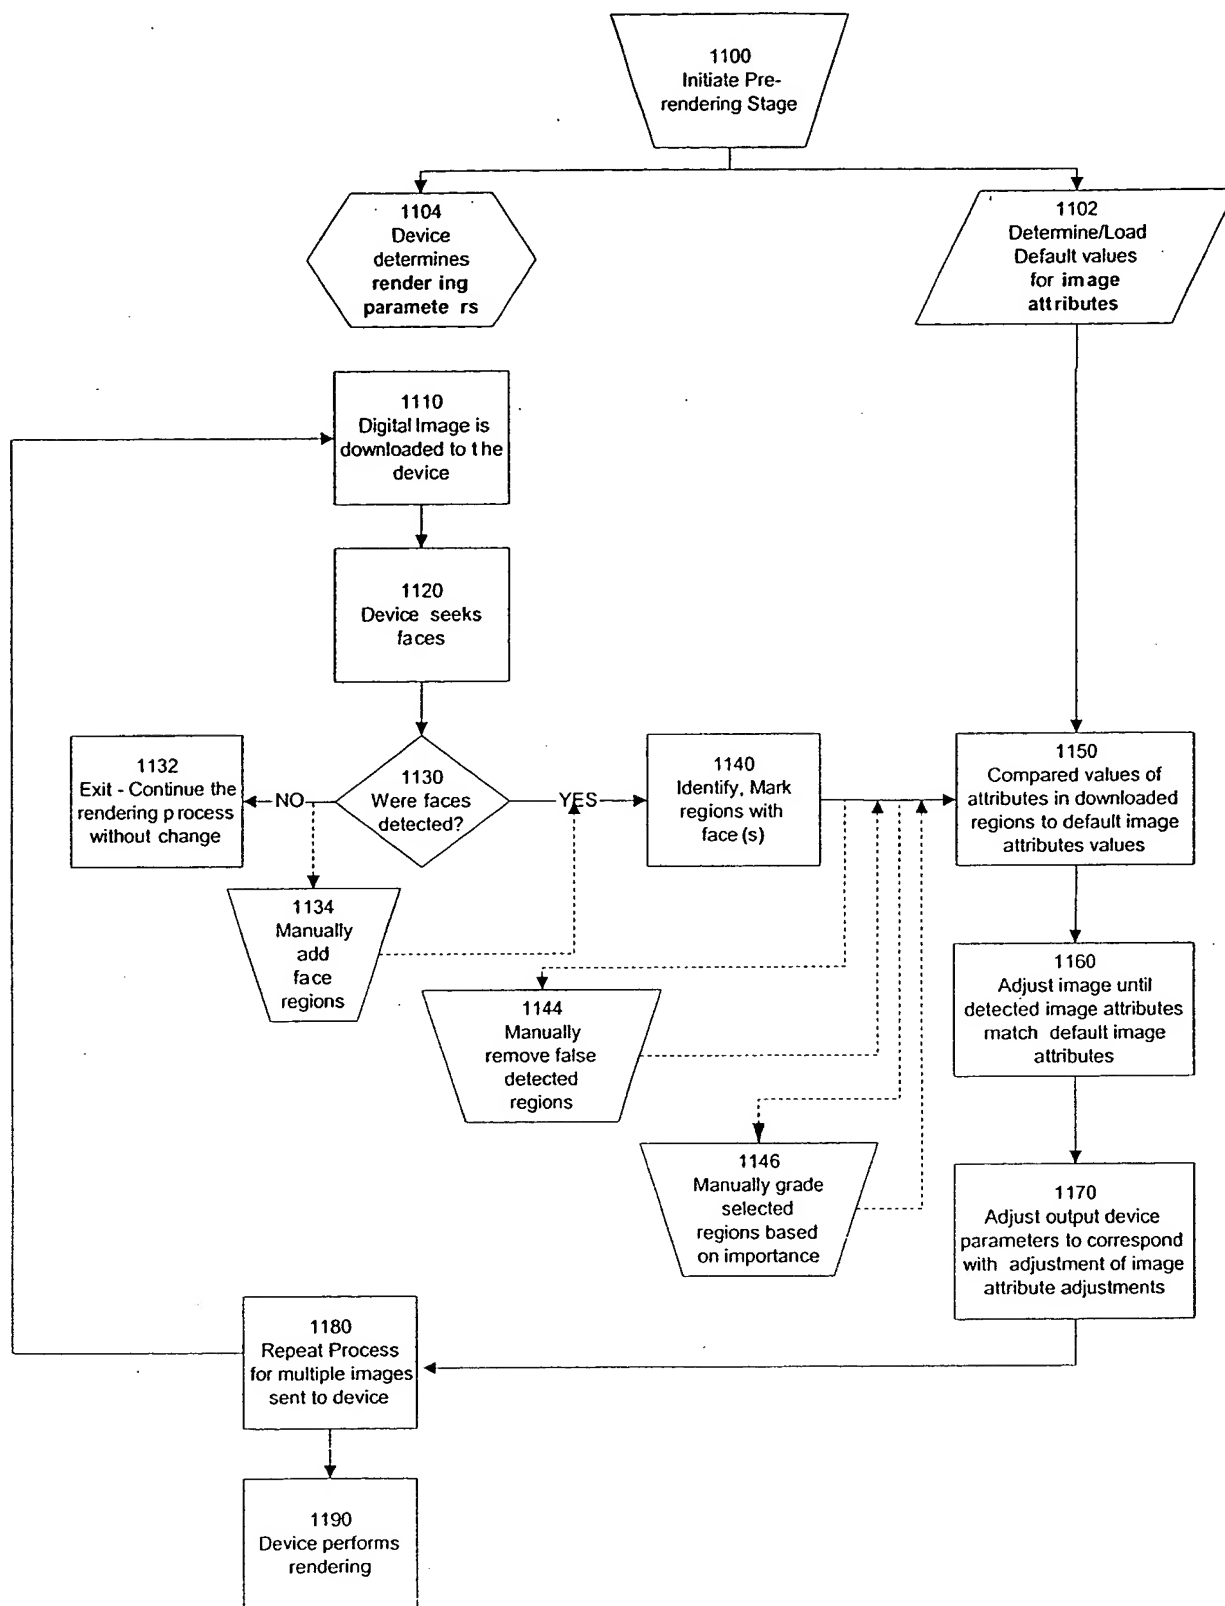 1100
Initiate Pre-
rendering Stage
1104
Device
determines
render ing
paramete rs
1102
Determine/Load
Default values
for image
attributes
1110
Digital Image is
downloaded to the
device
1120
Device seeks
faces
1132
Exit - Continue the
rendering process
without change
NO
1130
Were faces
detected?
YES
1140
Identify, Mark
regions with
face (s)
1150
Compared values of
attributes in downloaded
regions to default image
attributes values
1134
Manually
add
face
regions
1144
Manually
remove false
detected
regions
1160
Adjust image until
detected image attributes
match default image
attributes
1146
Manually grade
selected
regions based
on importance
1170
Adjust output device
parameters to correspond
with adjustment of image
attribute adjustments
1180
Repeat Process
for multiple images
sent to device
1190
Device performs
rendering